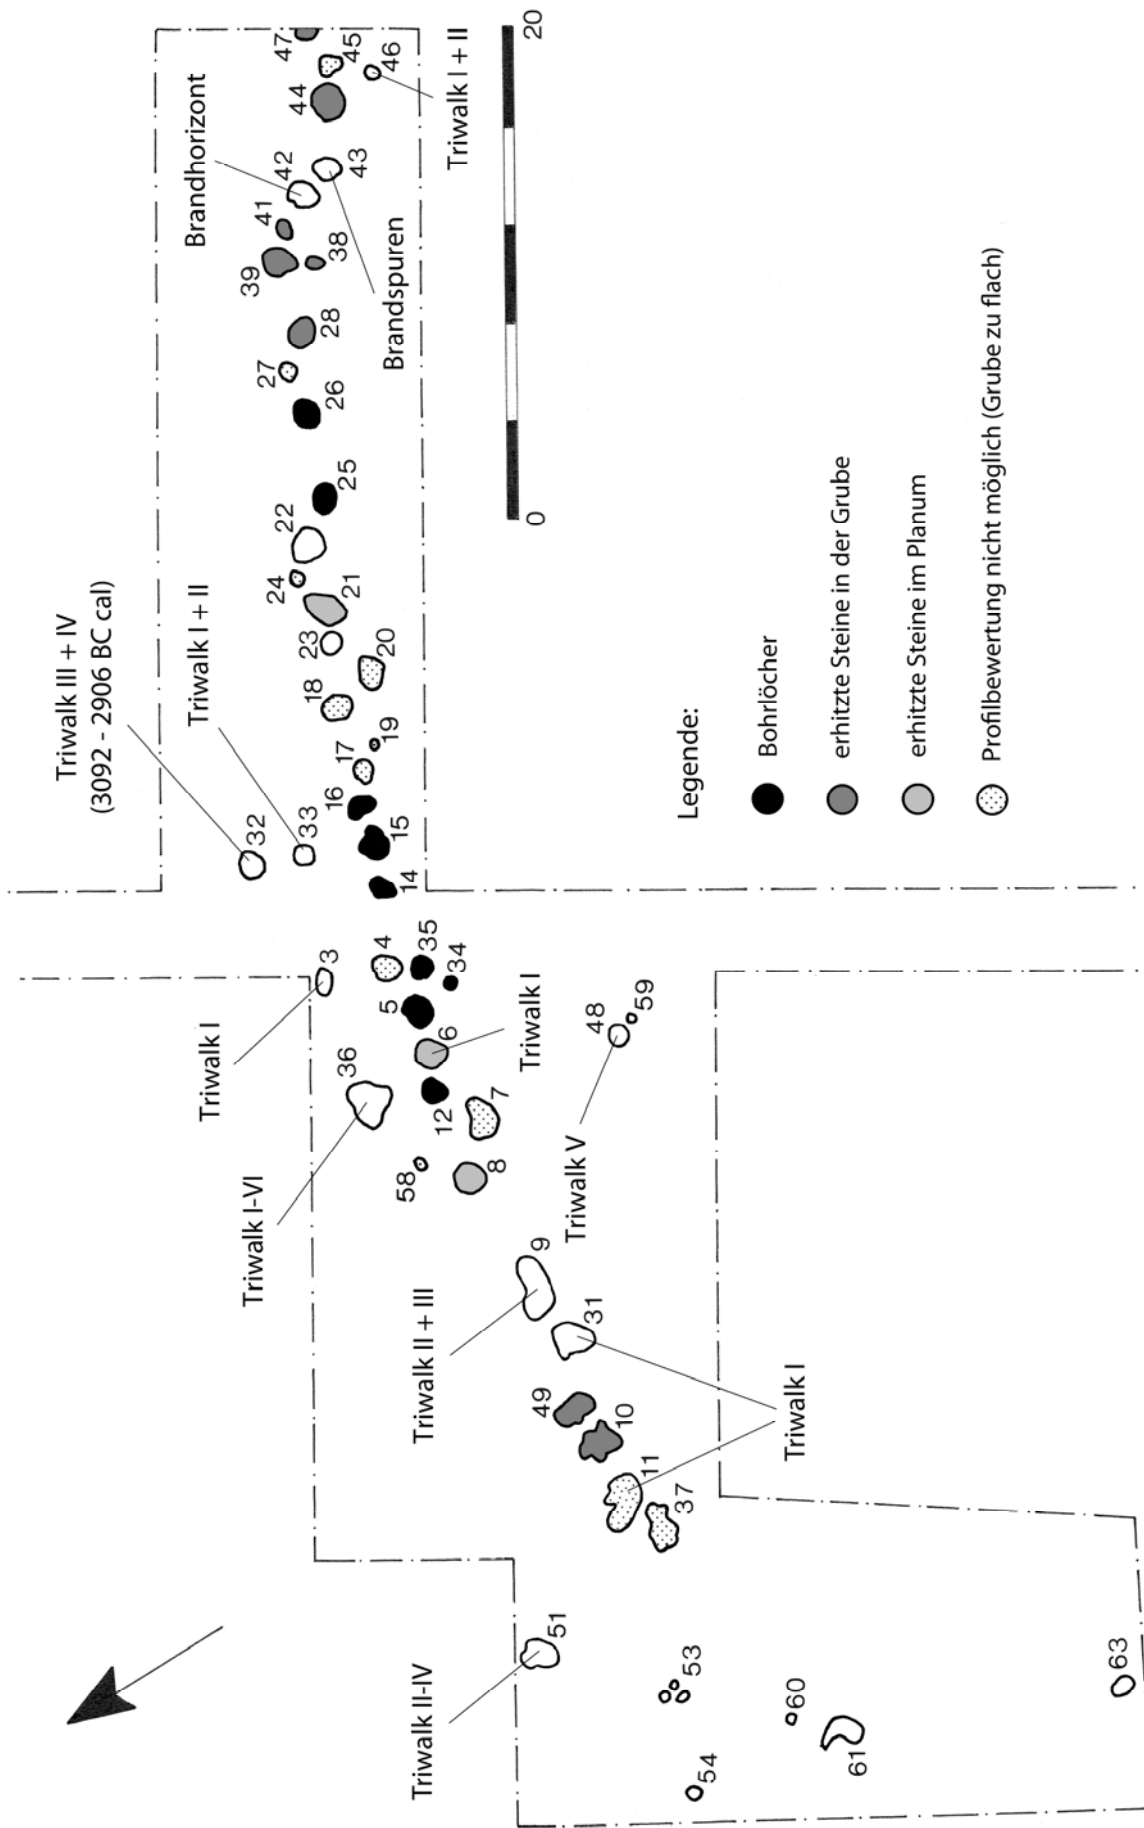 Brandhorizont
47
45
46
44
42
43
41
39
38
Triwalk I + II
Brandspuren
28
27
26
25
22
24
21
23
20
18
19
17
16
15
14
Triwalk III + IV
(3092 - 2906 BC cal)
Triwalk I + II
32
33
0
20
3
4
35
34
5
6
Triwalk I
Triwalk I
36
12
7
58
8
48
59
Triwalk V
Triwalk I-VI
9
Triwalk II + III
31
49
10
11
37
Triwalk I
51
Triwalk II-IV
53
54
60
61
63
Legende:
Bohrlöcher
erhitzte Steine in der Grube
erhitzte Steine im Planum
Profilbewertung nicht möglich (Grube zu flach)